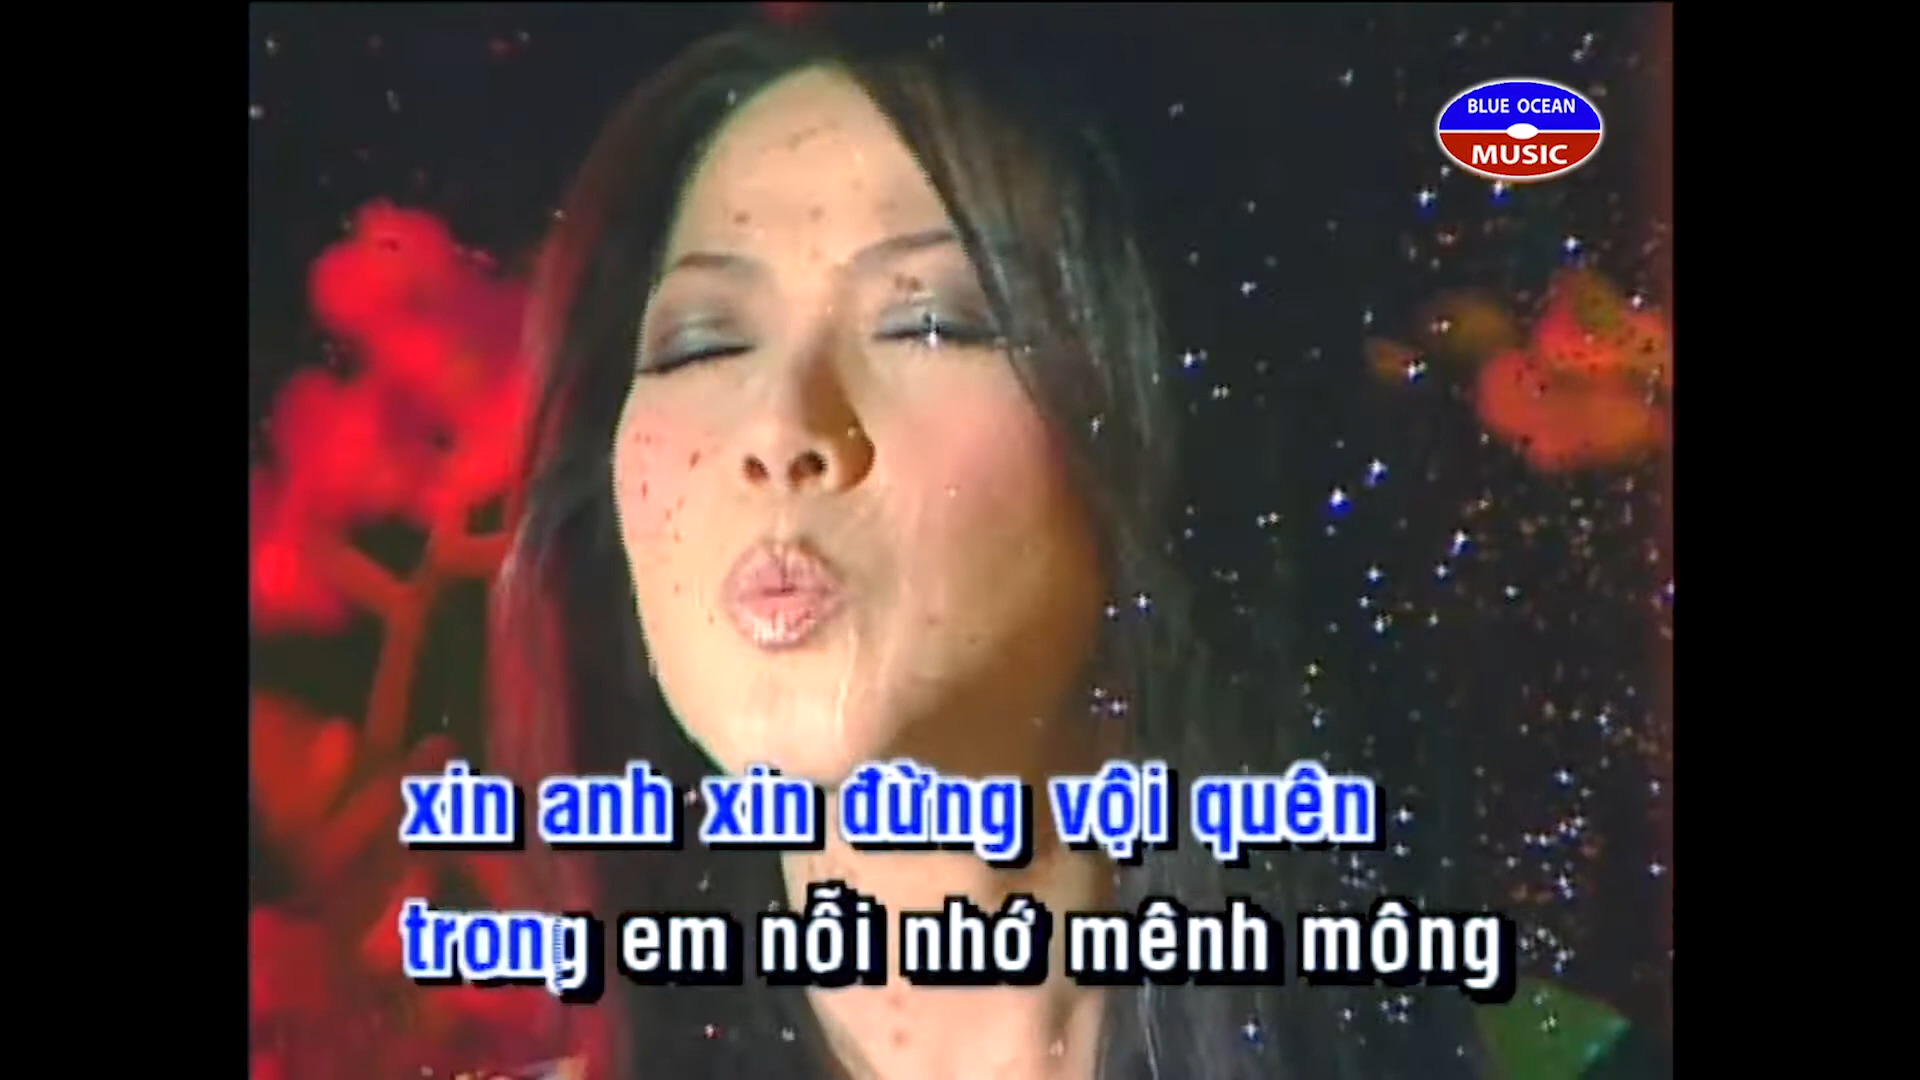 BLUE OCEAN
MUSIC
xin anh xin đừng vội quên
trong em nỗi nhớ mênh mông